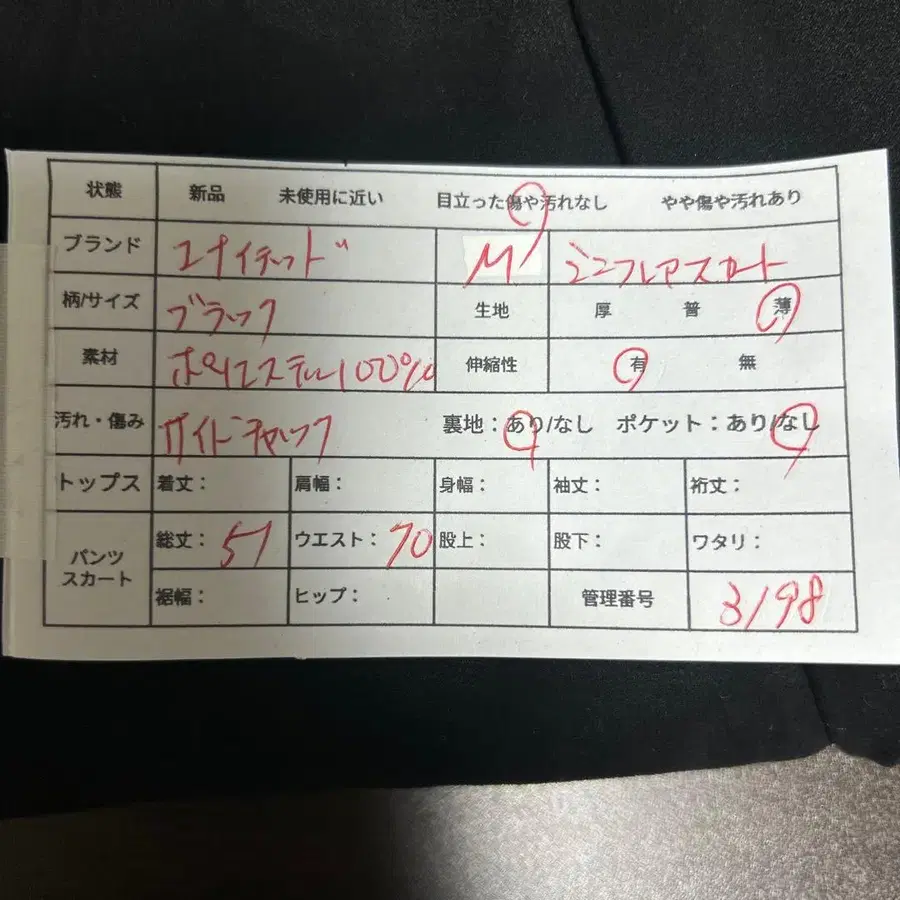 状態 新品 未使用に近い 目立った傷や汚れなし やや傷や汚れあり
ブランド ユナイテッド M ミニフレアスカート
柄/サイズ ブラック 生地 厚 普 薄
素材 ポリエステル100% 伸縮性 有 無
汚れ・傷み サイドチャック 裏地：あり/なし ポケット：あり/なし
トップス 着丈： 肩幅： 身幅： 袖丈： 裄丈：
パンツ スカート 総丈：57 ウエスト：70 股上： 股下： ワタリ：
裾幅： ヒップ： 管理番号 3198